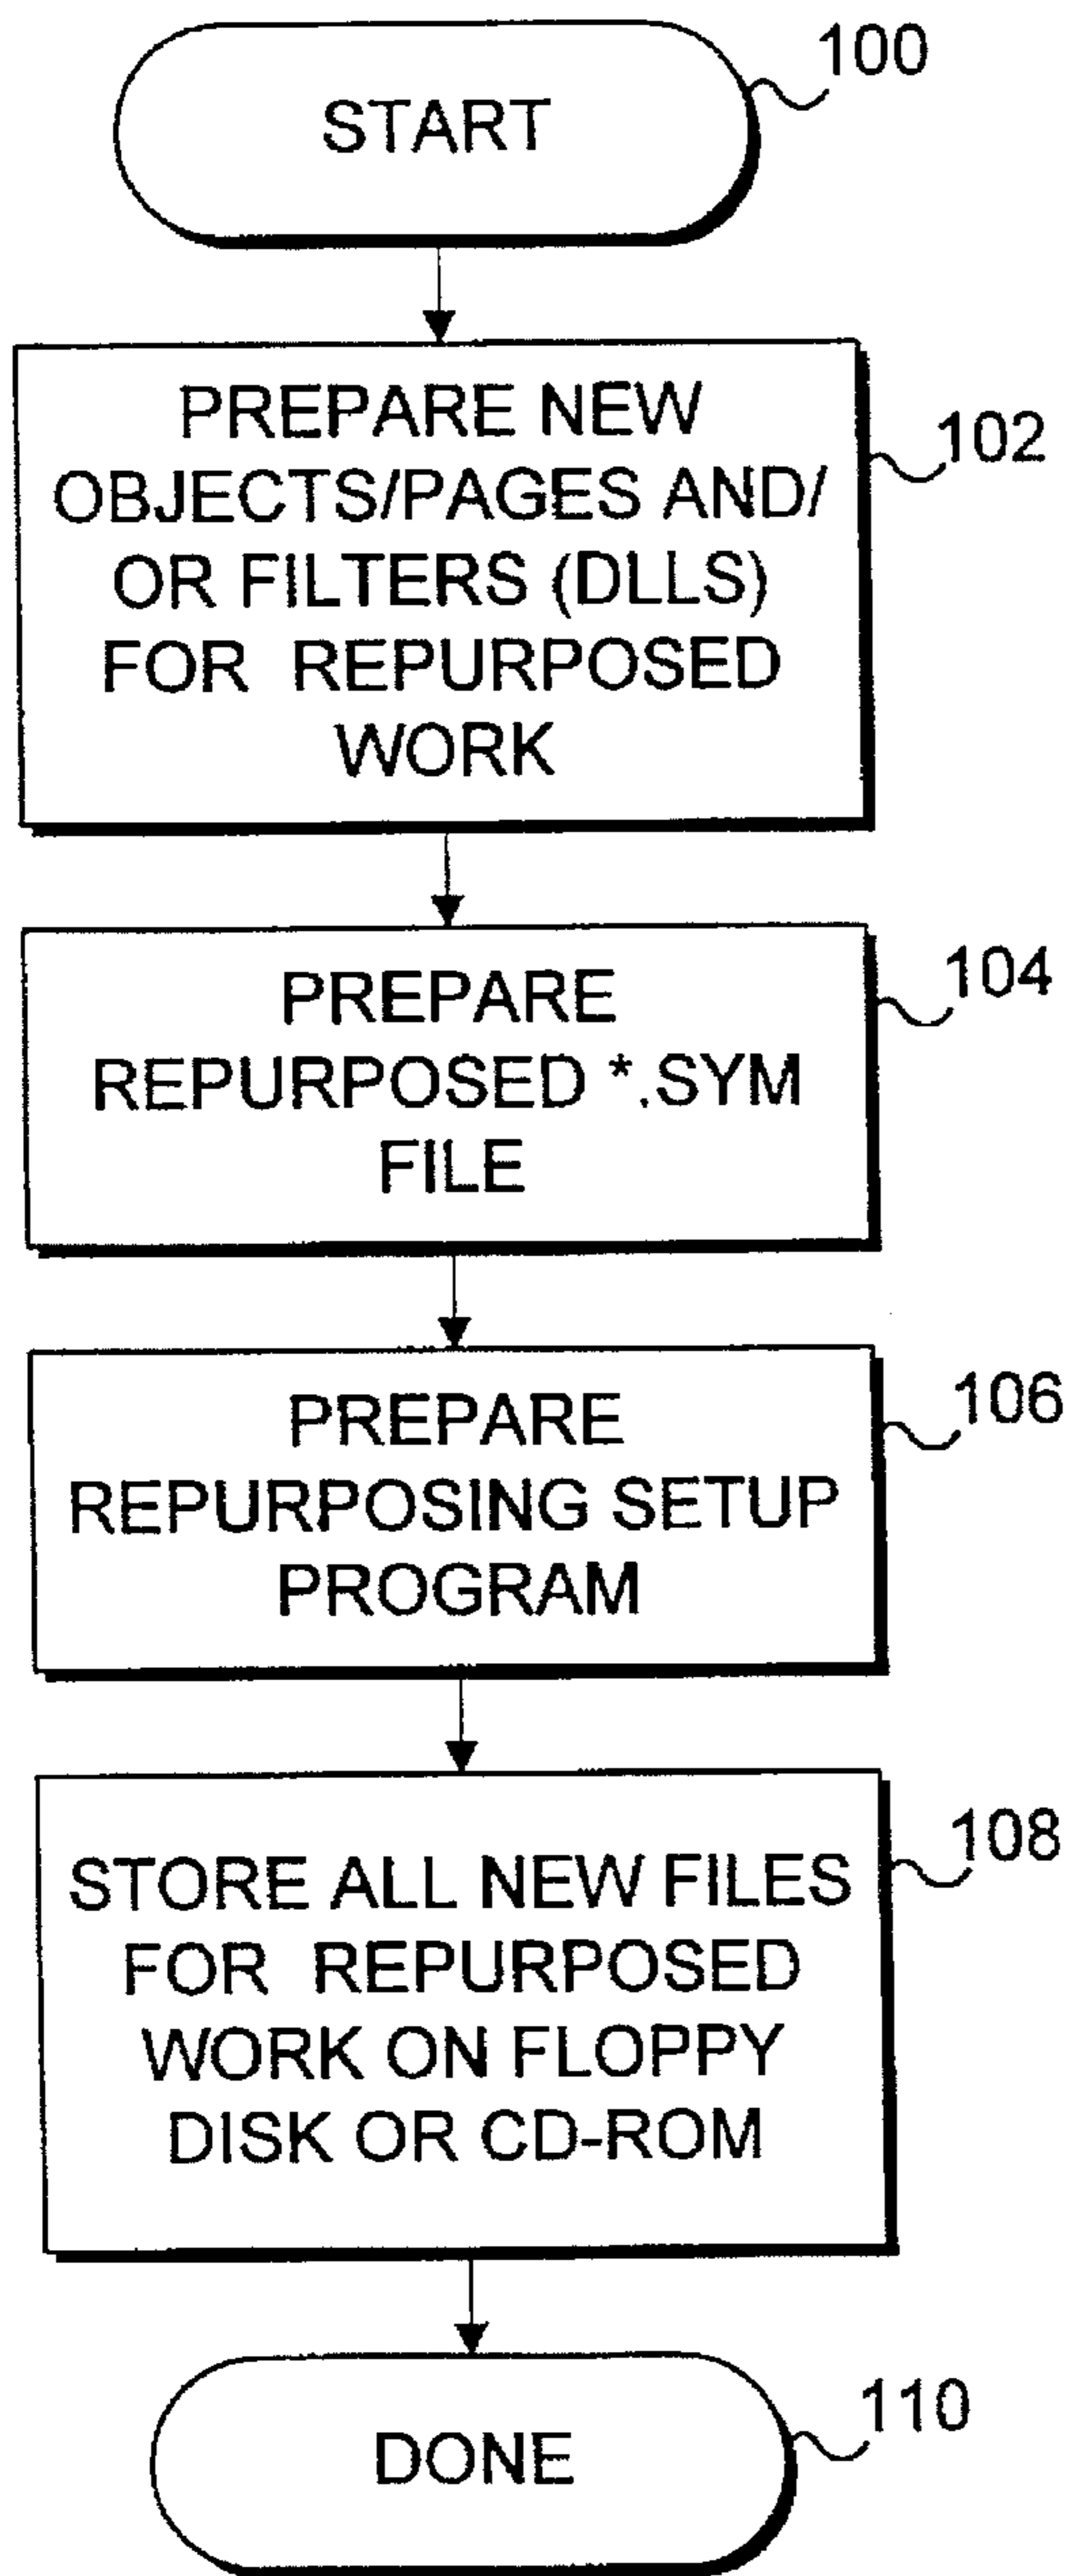 100
START
PREPARE NEW
OBJECTS/PAGES AND/
OR FILTERS (DLLS)
FOR REPURPOSED
WORK
102
PREPARE
REPURPOSED *.SYM
FILE
104
PREPARE
REPURPOSING SETUP
PROGRAM
106
STORE ALL NEW FILES
FOR REPURPOSED
WORK ON FLOPPY
DISK OR CD-ROM
108
DONE
110